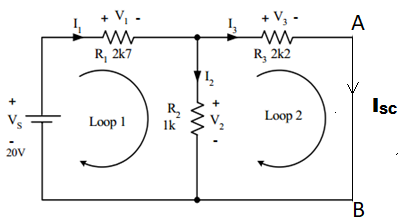 I1 + V1 - I3 + V3 - A
R1 2k7 R3 2k2
I2
+ Vs - 20V
Loop 1
R2 1k
+ V2 -
Loop 2
Isc
B